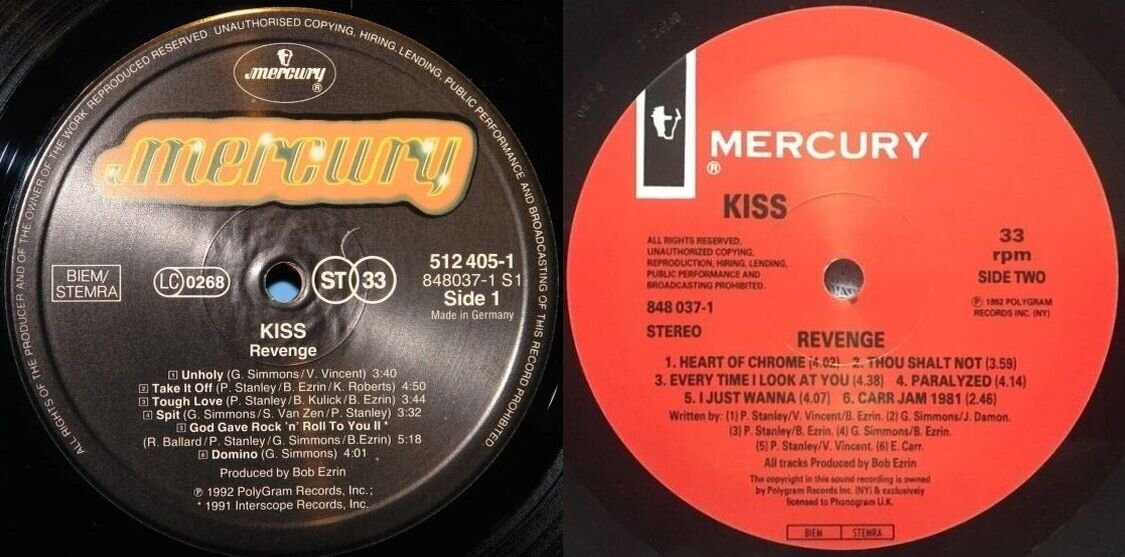 ALL RIGHTS OF THE PRODUCER AND OF THE OWNER OF THE WORK REPRODUCED RESERVED. UNAUTHORISED COPYING, HIRING, LENDING, PUBLIC PERFORMANCE AND BROADCASTING OF THIS RECORD PROHIBITED
mercury ®
mercury
BIEM/
STEMRA
LC 0268
ST 33
512 405-1
848037-1 S1
Side 1
Made in Germany
KISS
Revenge
1 Unholy (G. Simmons/V. Vincent) 3:40
2 Take It Off (P. Stanley/B. Ezrin/K. Roberts) 4:50
3 Tough Love (P. Stanley/B. Kulick/B. Ezrin) 3:44
4 Spit (G. Simmons/S. Van Zen/P. Stanley) 3:32
5 God Gave Rock 'n' Roll To You II *
(R. Ballard/P. Stanley/G. Simmons/B.Ezrin) 5:18
6 Domino (G. Simmons) 4:01
Produced by Bob Ezrin
℗ 1992 PolyGram Records, Inc.;
* 1991 Interscope Records, Inc.
MERCURY
®
KISS
ALL RIGHTS RESERVED.
UNAUTHORIZED COPYING,
REPRODUCTION, HIRING, LENDING,
PUBLIC PERFORMANCE AND
BROADCASTING PROHIBITED.
848 037-1
STEREO
33
rpm
SIDE TWO
℗ 1992 POLYGRAM
RECORDS INC. (NY)
REVENGE
1. HEART OF CHROME (4.02) 2. THOU SHALT NOT (3.59)
3. EVERY TIME I LOOK AT YOU (4.38) 4. PARALYZED (4.14)
5. I JUST WANNA (4.07) 6. CARR JAM 1981 (2.46)
Written by: (1) P. Stanley/V. Vincent/B. Ezrin. (2) G. Simmons/J. Damon.
(3) P. Stanley/B. Ezrin. (4) G. Simmons/B. Ezrin.
(5) P. Stanley/V. Vincent. (6) E. Carr.
All tracks Produced by Bob Ezrin
The copyright in this sound recording is owned
by Polygram Records Inc. (NY) & exclusively
licensed to Phonogram U.K.
BIEM STEMRA